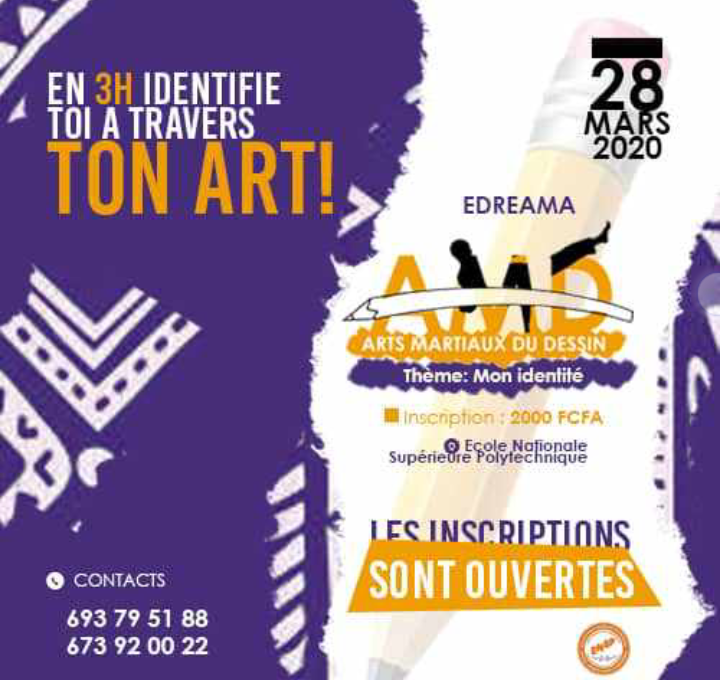 EN 3H IDENTIFIE
TOI A TRAVERS
TON ART!
28
MARS
2020
EDREAMA
AMD
ARTS MARTIAUX DU DESSIN
Thème: Mon identité
Inscription : 2000 FCFA
Ecole Nationale
Supérieure Polytechnique
LES INSCRIPTIONS
SONT OUVERTES
CONTACTS
693 79 51 88
673 92 00 22